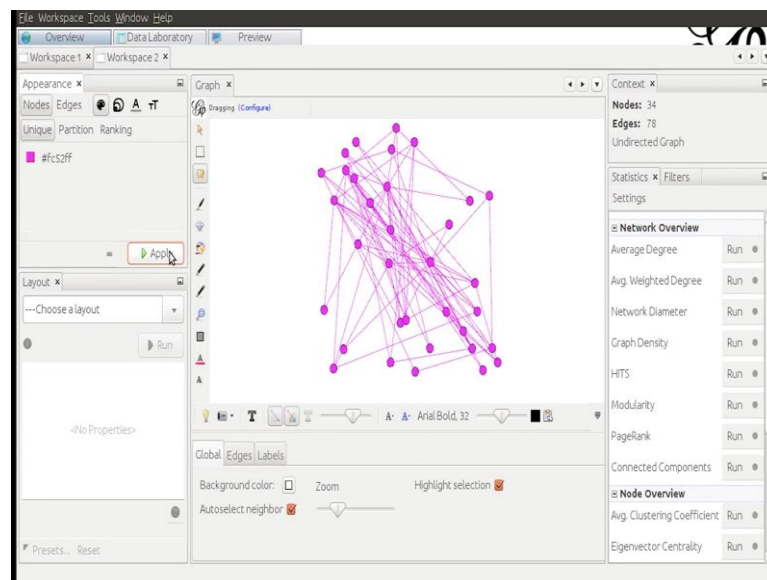 File Workspace Tools Window Help
Overview Data Laboratory Preview
Workspace 1 x Workspace 2 x
Appearance x
Nodes Edges A TT
Unique Partition Ranking
#fc52ff
Apply
Layout x
---Choose a layout
Run
<No Properties>
Presets... Reset
Graph x
Dragging (Configure)
T A- A- Arial Bold, 32
Global Edges Labels
Background color: Zoom Highlight selection
Autoselect neighbor
Context x
Nodes: 34
Edges: 78
Undirected Graph
Statistics x Filters
Settings
Network Overview
Average Degree Run
Avg. Weighted Degree Run
Network Diameter Run
Graph Density Run
HITS Run
Modularity Run
PageRank Run
Connected Components Run
Node Overview
Avg. Clustering Coefficient Run
Eigenvector Centrality Run